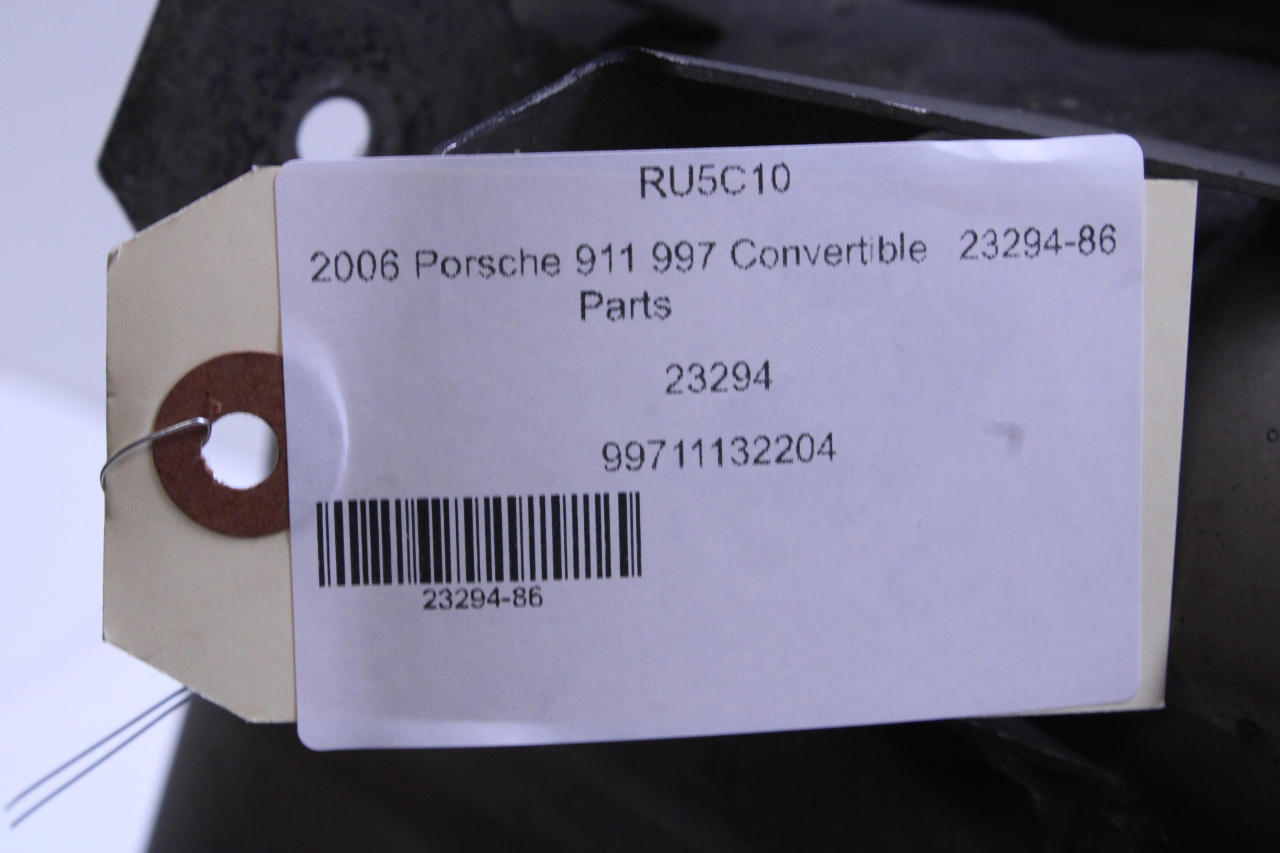 RU5C10
2006 Porsche 911 997 Convertible 23294-86
Parts
23294
99711132204
23294-86